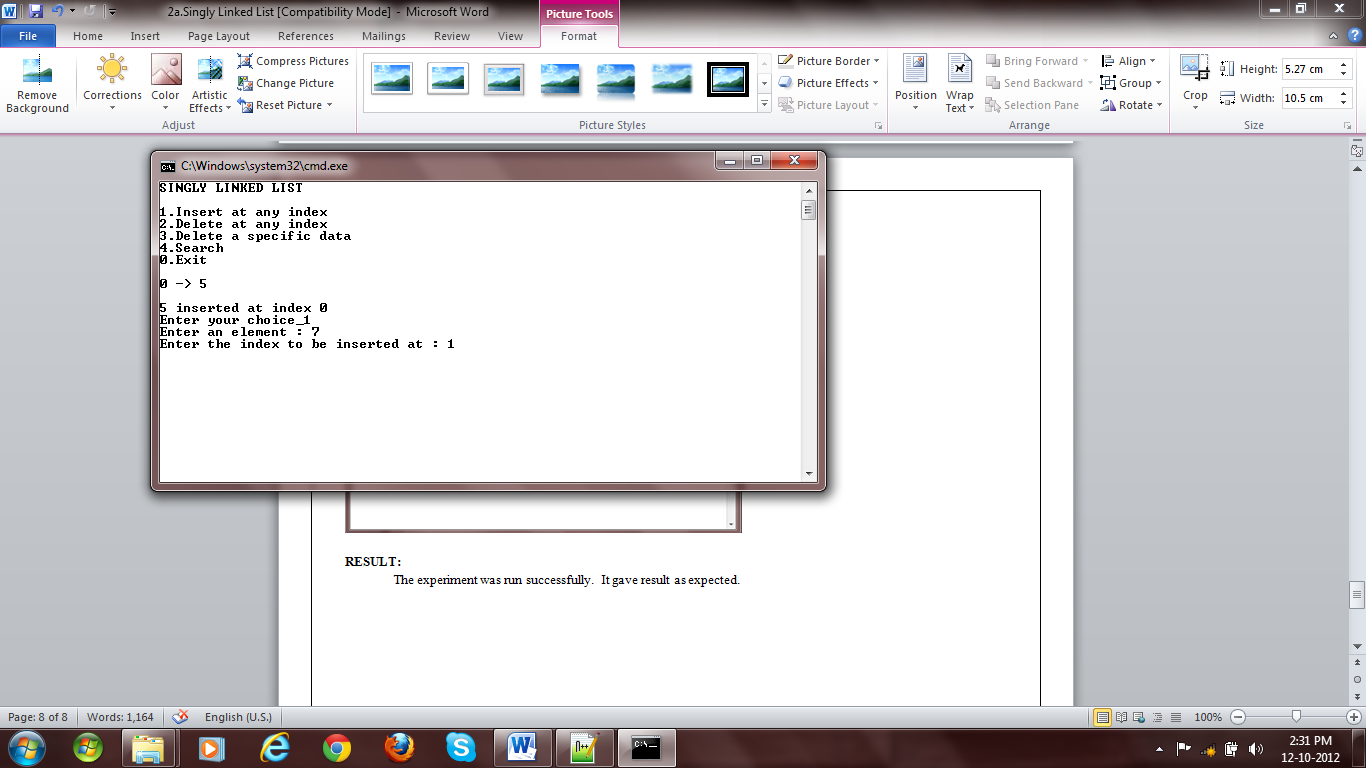 2a.Singly Linked List [Compatibility Mode] - Microsoft Word
Picture Tools
File Home Insert Page Layout References Mailings Review View Format
Remove Background
Corrections
Color
Artistic Effects
Compress Pictures
Change Picture
Reset Picture
Adjust
Picture Styles
Picture Border
Picture Effects
Picture Layout
Position
Wrap Text
Bring Forward
Send Backward
Selection Pane
Align
Group
Rotate
Arrange
Crop
Height: 5.27 cm
Width: 10.5 cm
Size
C:\Windows\system32\cmd.exe
SINGLY LINKED LIST
1.Insert at any index
2.Delete at any index
3.Delete a specific data
4.Search
0.Exit
0 -> 5
5 inserted at index 0
Enter your choice_1
Enter an element : 7
Enter the index to be inserted at : 1
RESULT:
The experiment was run successfully. It gave result as expected.
Page: 8 of 8 Words: 1,164 English (U.S.) 100%
2:31 PM
12-10-2012